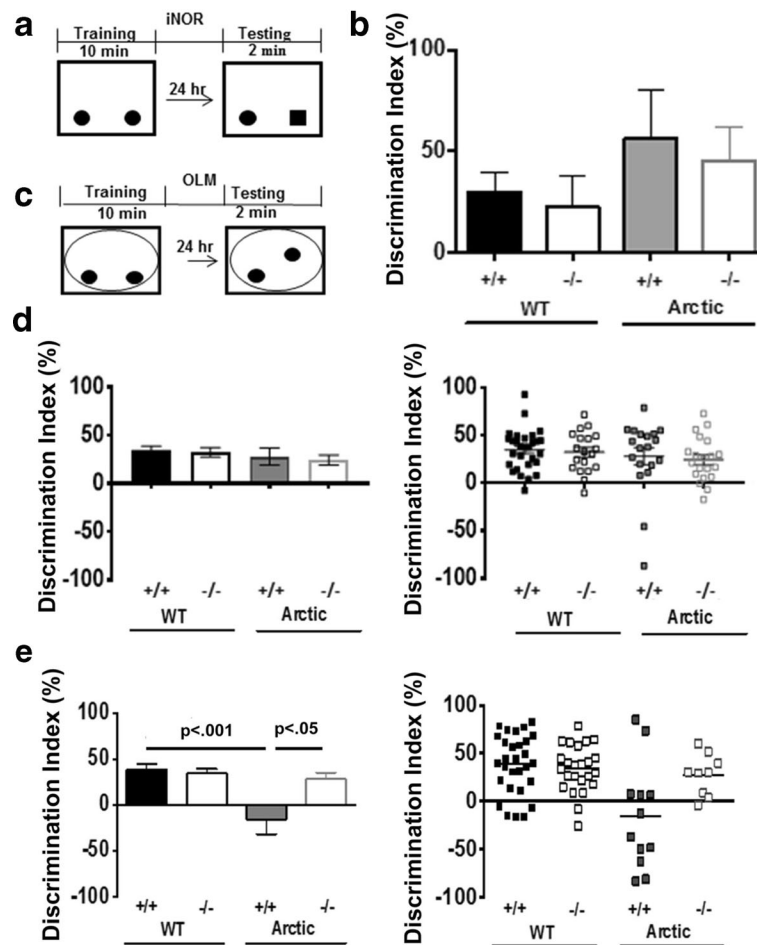 a
iNOR
Training Testing
10 min 2 min
24 hr
b
Discrimination Index (%)
100
50
0
+/+ -/- +/+ -/-
WT Arctic
c
OLM
Training Testing
10 min 2 min
24 hr
d
Discrimination Index (%)
100
50
0
-50
-100
+/+ -/- +/+ -/-
WT Arctic
Discrimination Index (%)
100
50
0
-50
-100
+/+ -/- +/+ -/-
WT Arctic
e
Discrimination Index (%)
100
50
0
-50
-100
p<.001 p<.05
+/+ -/- +/+ -/-
WT Arctic
Discrimination Index (%)
100
50
0
-50
-100
+/+ -/- +/+ -/-
WT Arctic